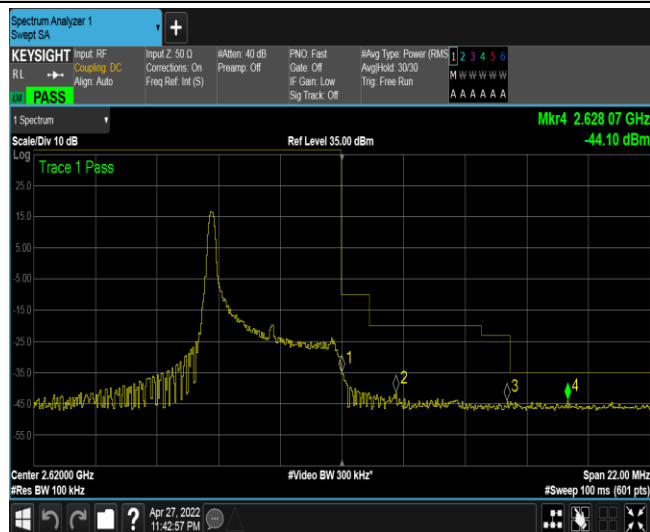 Spectrum Analyzer 1
Swept SA
+
KEYSIGHT
RL
LXI PASS
Input: RF
Coupling: DC
Align: Auto
Input Z: 50 Ω
Corrections: On
Freq Ref: Int (S)
#Atten: 40 dB
Preamp: Off
PNO: Fast
Gate: Off
IF Gain: Low
Sig Track: Off
#Avg Type: Power (RMS
Avg|Hold: 30/30
Trig: Free Run
1 2 3 4 5 6
M W W W W W
A A A A A A
1 Spectrum
Mkr4 2.628 07 GHz
-44.10 dBm
Scale/Div 10 dB
Ref Level 35.00 dBm
Log
Trace 1 Pass
25.0
15.0
5.00
-5.00
-15.0
-25.0
-35.0
-45.0
-55.0
1
2
3
4
Center 2.62000 GHz
#Video BW 300 kHz*
Span 22.00 MHz
#Res BW 100 kHz
#Sweep 100 ms (601 pts)
?
Apr 27, 2022
11:42:57 PM